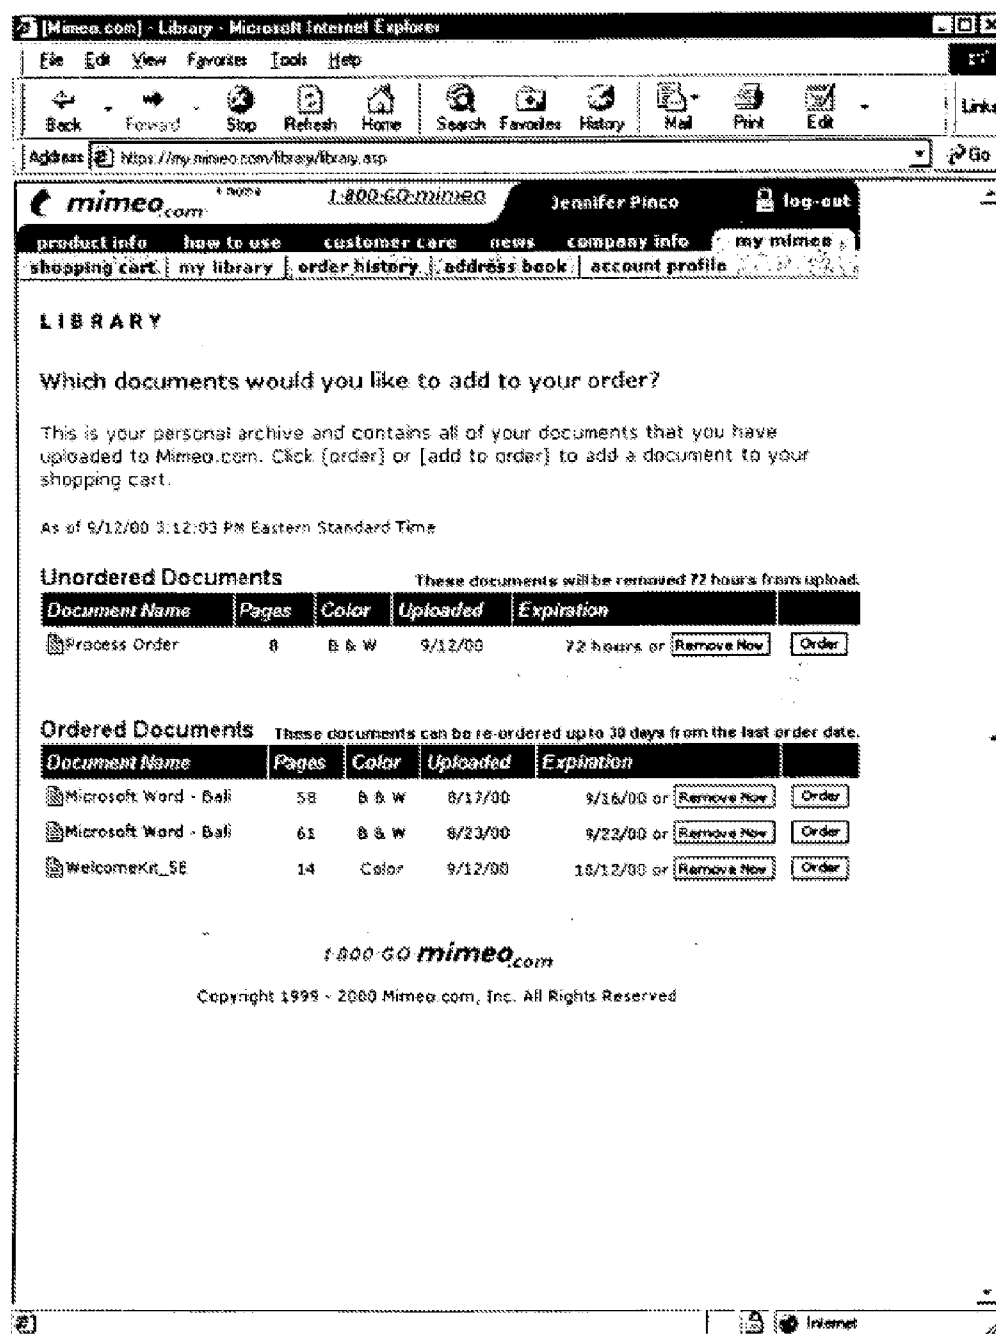 [Mimeo.com] - Library - Microsoft Internet Explorer
File Edit View Favorites Tools Help
Back Forward Stop Refresh Home Search Favorites History Mail Print Edit Links
Address https://my.mimeo.com/library/library.asp Go
mimeo.com home 1-800-GO-mimeo Jennifer Pinco log-out
product info how to use customer care news company info my mimeo
shopping cart | my library | order history | address book | account profile
LIBRARY
Which documents would you like to add to your order?
This is your personal archive and contains all of your documents that you have
uploaded to Mimeo.com. Click [order] or [add to order] to add a document to your
shopping cart.
As of 9/12/00 3:12:03 PM Eastern Standard Time
Unordered Documents These documents will be removed 72 hours from upload.
Document Name Pages Color Uploaded Expiration
Process Order 8 B & W 9/12/00 72 hours or Remove Now Order
Ordered Documents These documents can be re-ordered up to 30 days from the last order date.
Document Name Pages Color Uploaded Expiration
Microsoft Word - Bali 58 B & W 8/17/00 9/16/00 or Remove Now Order
Microsoft Word - Bali 61 B & W 8/23/00 9/22/00 or Remove Now Order
WelcomeKit_58 14 Color 9/12/00 10/12/00 or Remove Now Order
1-800-GO mimeo.com
Copyright 1999 - 2000 Mimeo.com, Inc. All Rights Reserved
Internet